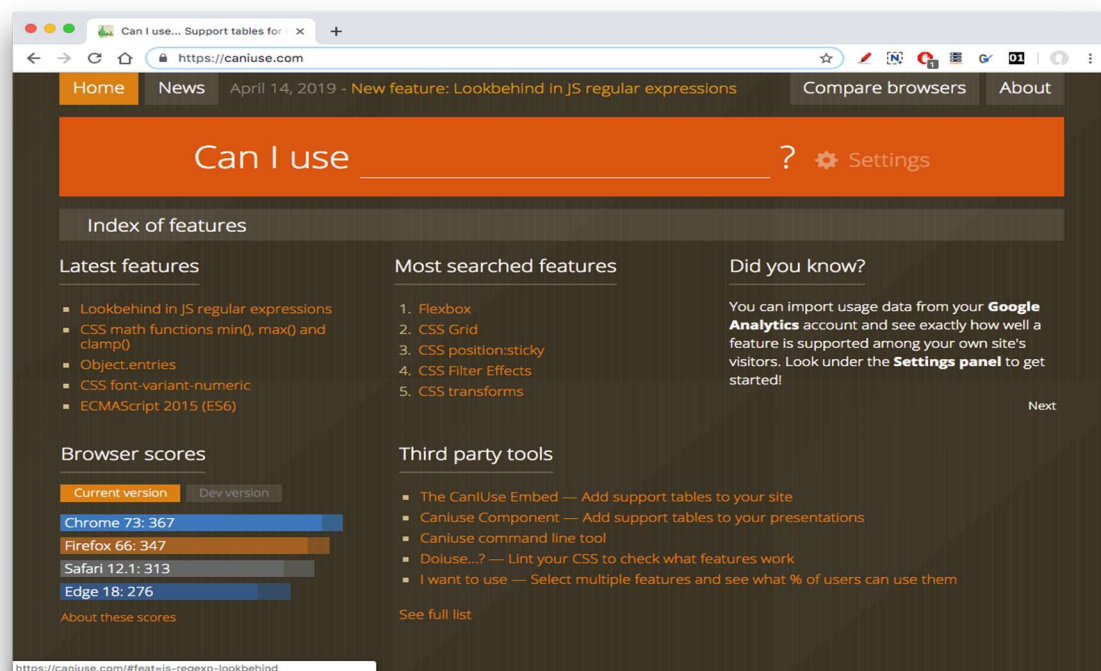 Can I use... Support tables for
https://caniuse.com
1
01
Home
News
April 14, 2019 - New feature: Lookbehind in JS regular expressions
Compare browsers
About
Can I use ?
Settings
Index of features
Latest features
Lookbehind in JS regular expressions
CSS math functions min(), max() and
clamp()
Object.entries
CSS font-variant-numeric
ECMAScript 2015 (ES6)
Most searched features
1. Flexbox
2. CSS Grid
3. CSS position:sticky
4. CSS Filter Effects
5. CSS transforms
Did you know?
You can import usage data from your Google
Analytics account and see exactly how well a
feature is supported among your own site's
visitors. Look under the Settings panel to get
started!
Next
Browser scores
Current version
Dev version
Chrome 73: 367
Firefox 66: 347
Safari 12.1: 313
Edge 18: 276
About these scores
Third party tools
The CanIUse Embed — Add support tables to your site
Caniuse Component — Add support tables to your presentations
Caniuse command line tool
Doiuse...? — Lint your CSS to check what features work
I want to use — Select multiple features and see what % of users can use them
See full list
https://caniuse.com/#feat=js-regexp-lookbehind